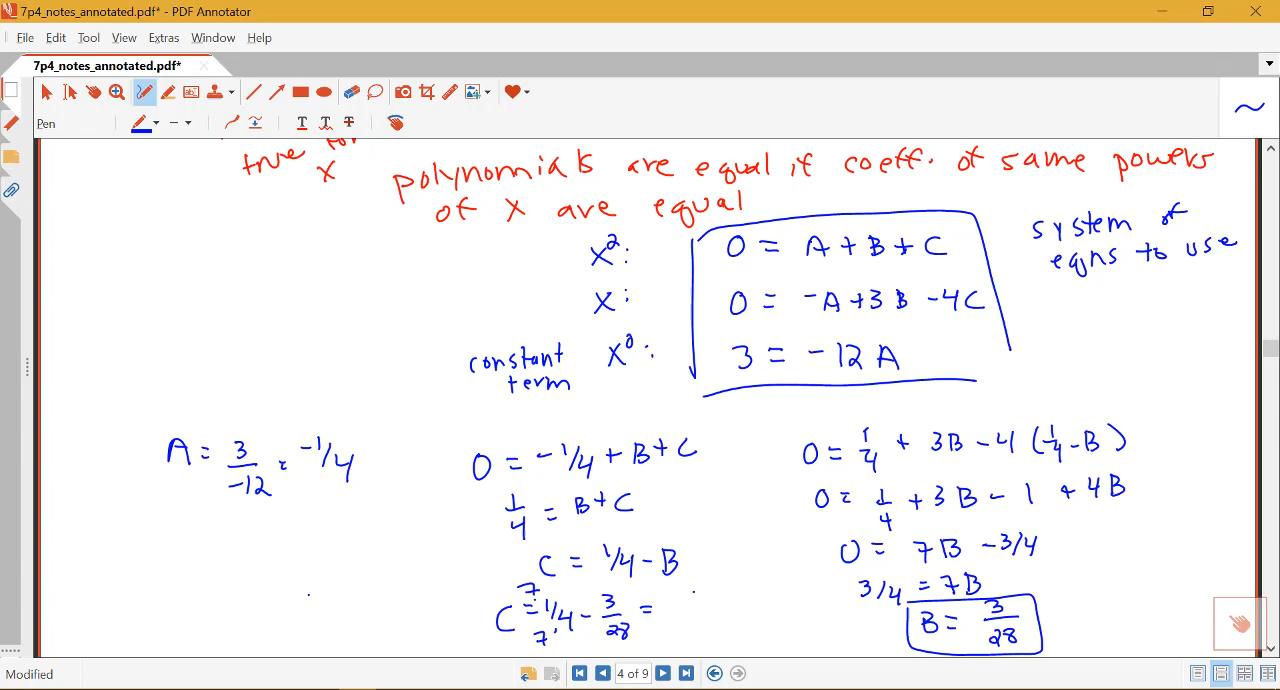 7p4_notes_annotated.pdf* - PDF Annotator
File Edit Tool View Extras Window Help
7p4_notes_annotated.pdf*
Pen
true for
x
polynomials are equal if coeff. of same powers
of x are equal
x²: 0 = A + B + C
x: 0 = -A + 3B - 4C
constant term x⁰: 3 = -12A
system of
eqns to use
A = 3/-12 = -1/4
0 = -1/4 + B + C
1/4 = B + C
C = 1/4 - B
C = 7·1/7·4 - 3/28 =
0 = 1/4 + 3B - 4 (1/4 - B)
0 = 1/4 + 3B - 1 + 4B
0 = 7B - 3/4
3/4 = 7B
B = 3/28
Modified
4 of 9